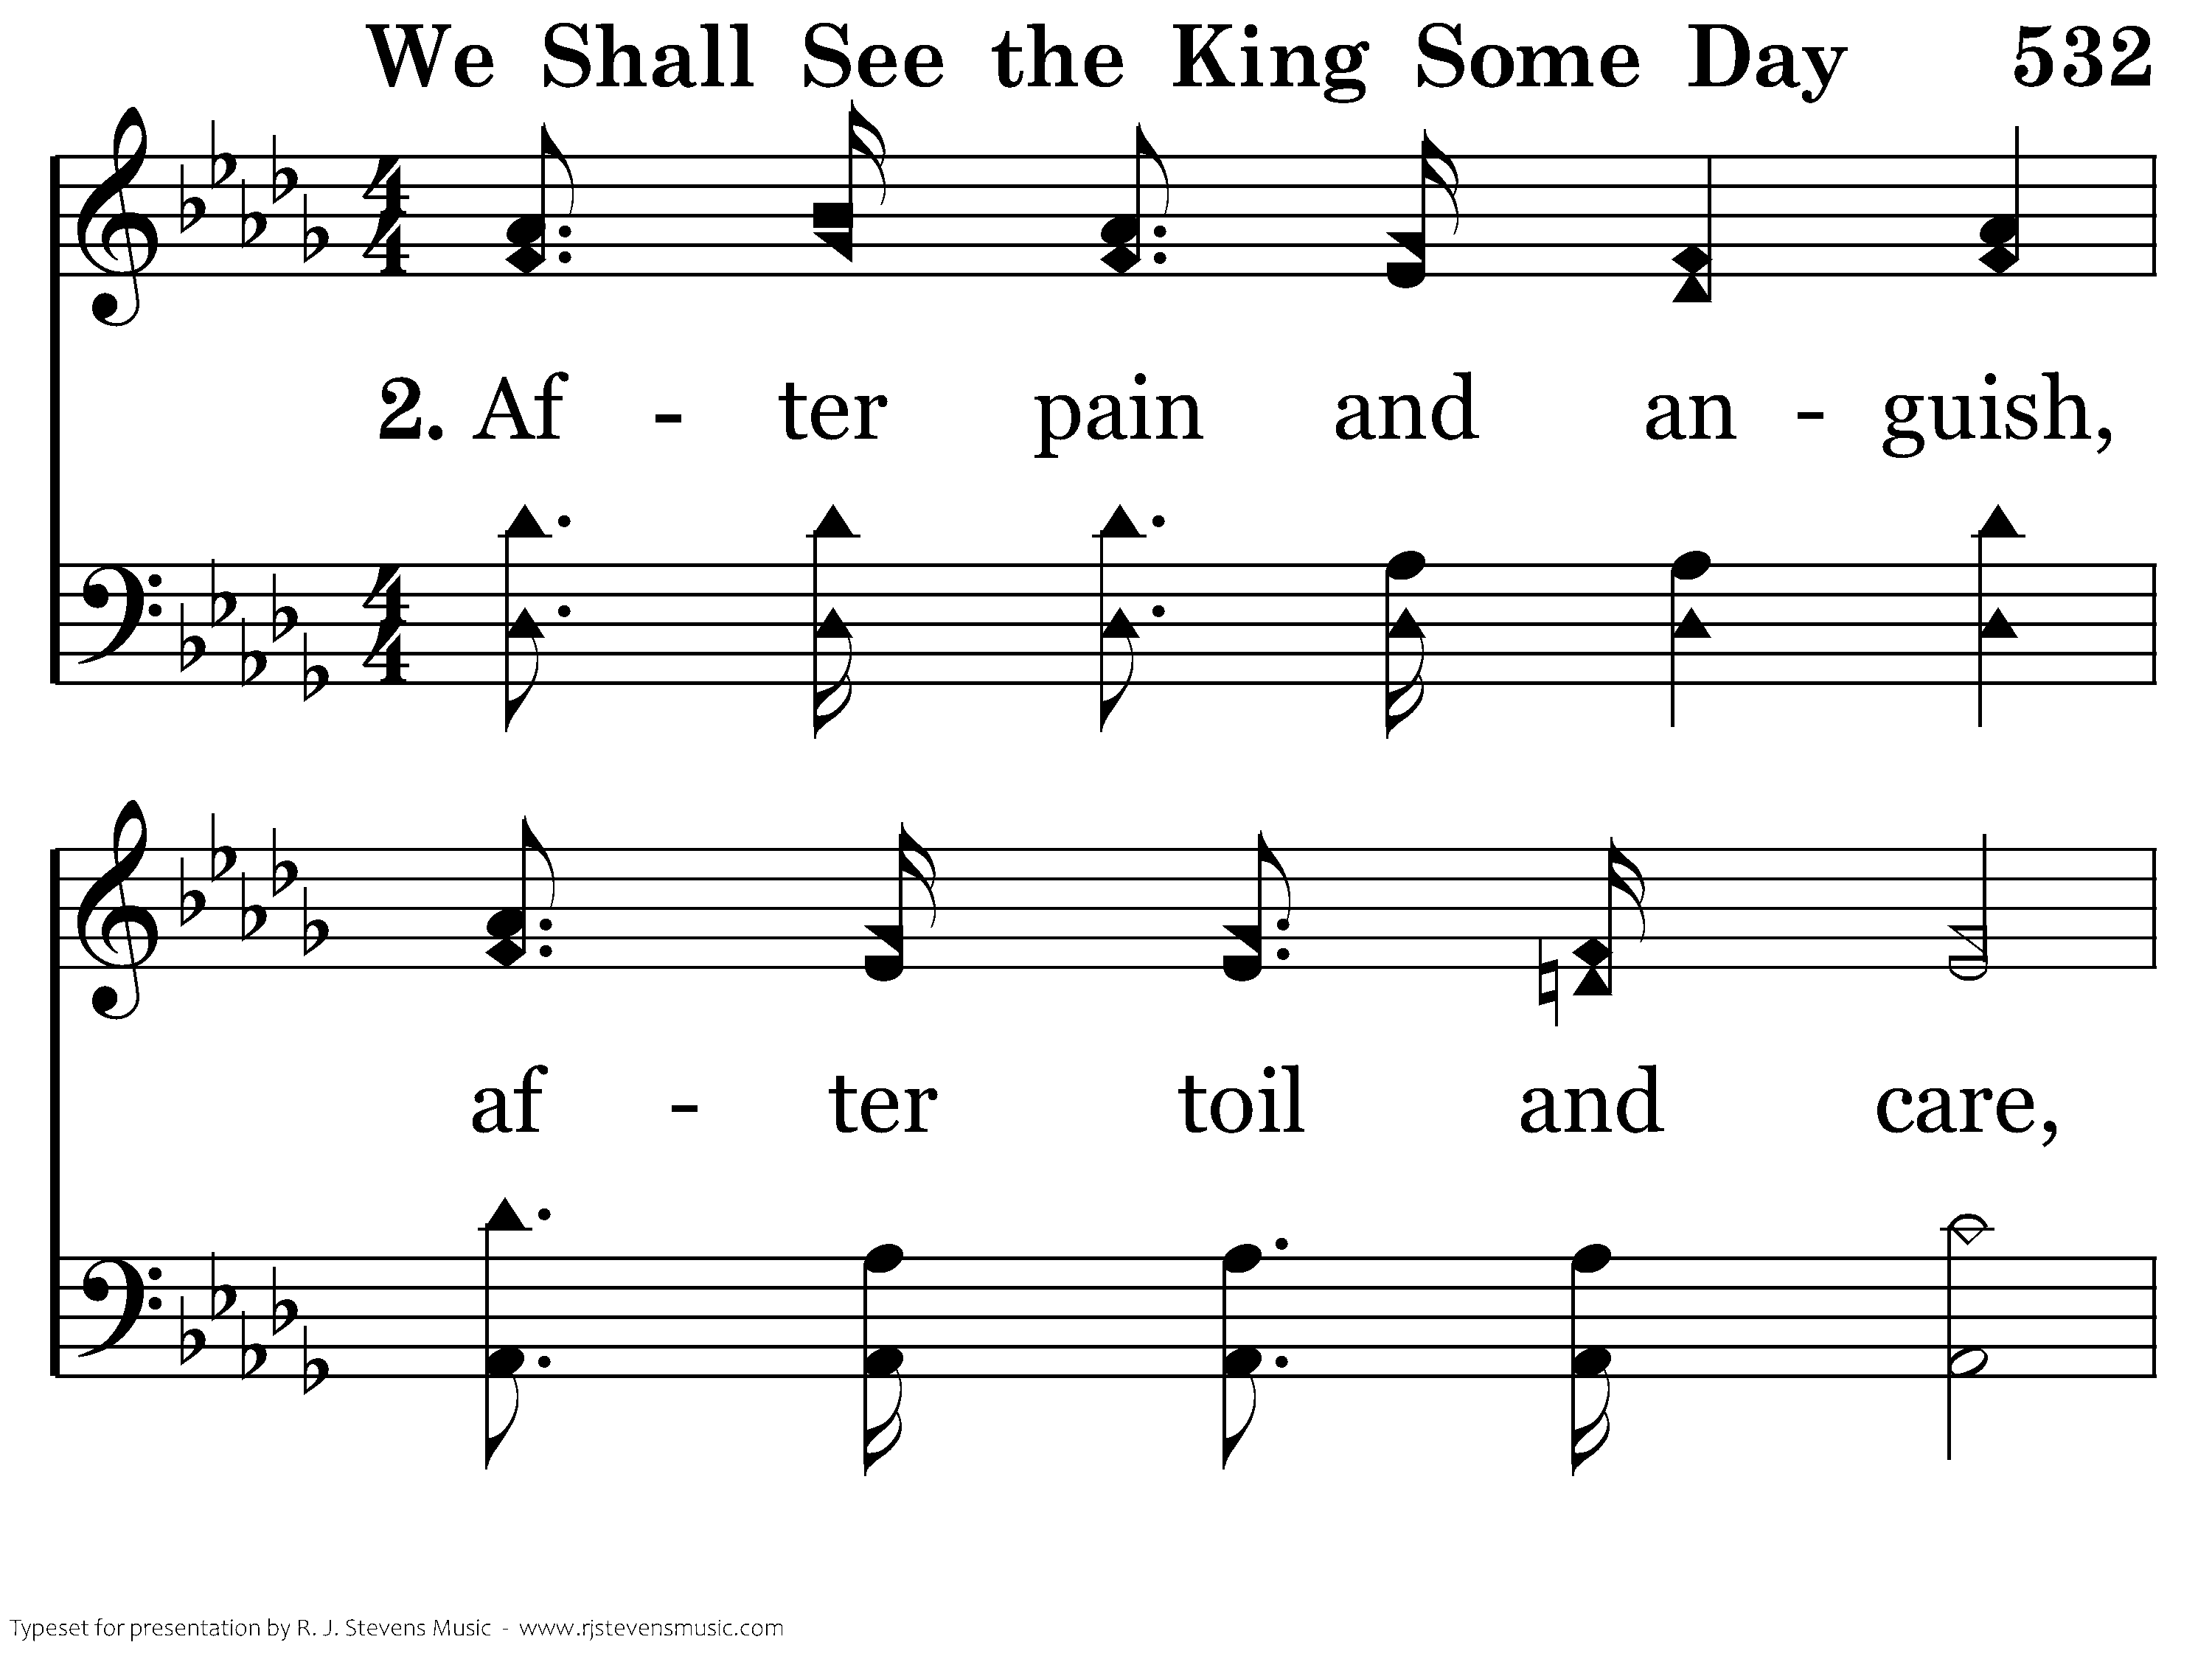 We Shall See the King Some Day 532
2. Af - ter pain and an - guish,
af - ter toil and care,
Typeset for presentation by R. J. Stevens Music - www.rjstevensmusic.com